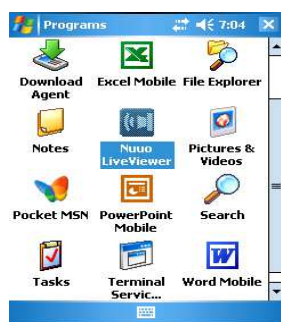 Programs 7:04
Download Agent
Excel Mobile
File Explorer
Notes
Nuuo LiveViewer
Pictures & Videos
Pocket MSN
PowerPoint Mobile
Search
Tasks
Terminal Servic...
Word Mobile